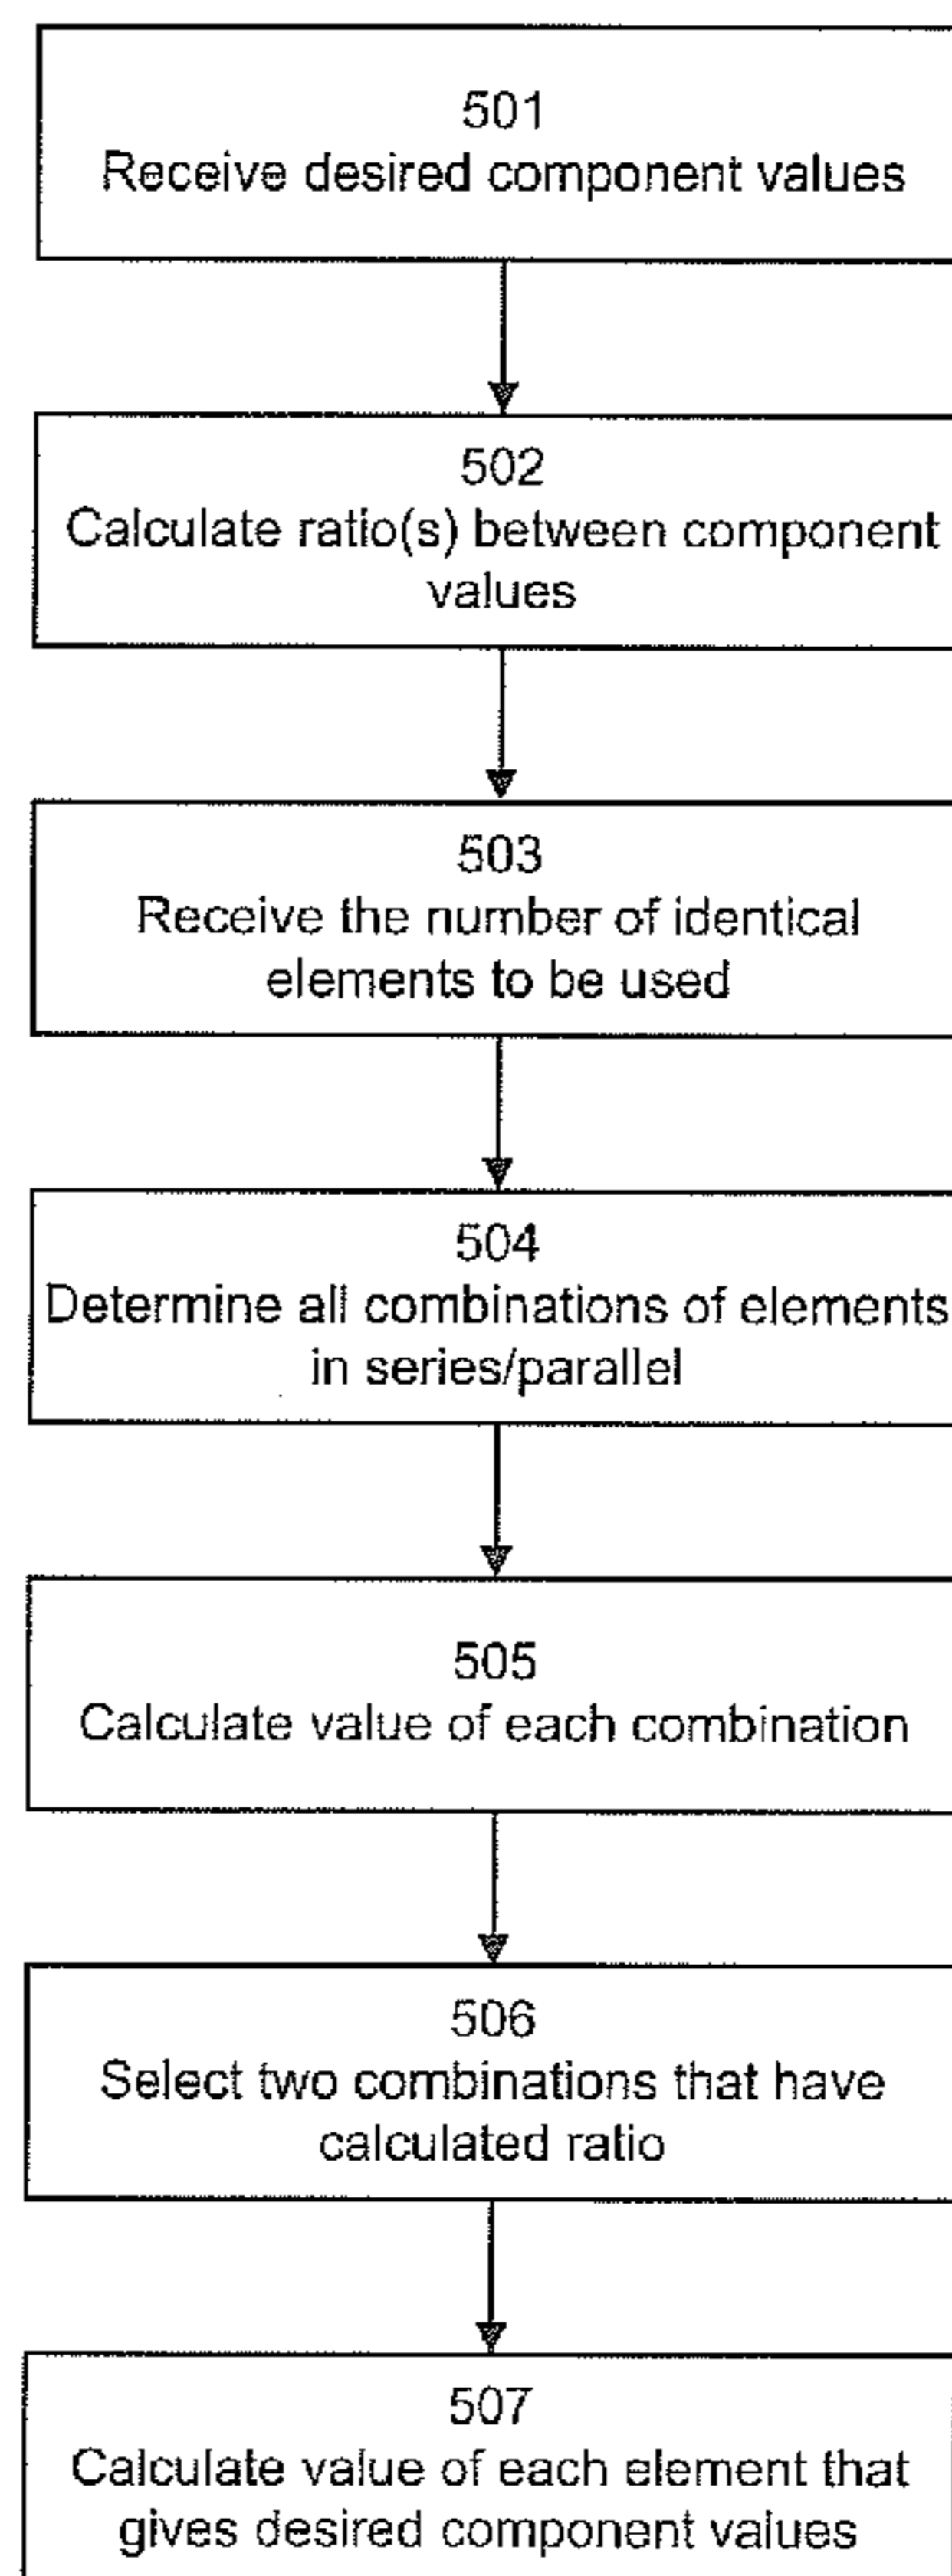 501
Receive desired component values
502
Calculate ratio(s) between component
values
503
Receive the number of identical
elements to be used
504
Determine all combinations of elements
in series/parallel
505
Calculate value of each combination
506
Select two combinations that have
calculated ratio
507
Calculate value of each element that
gives desired component values